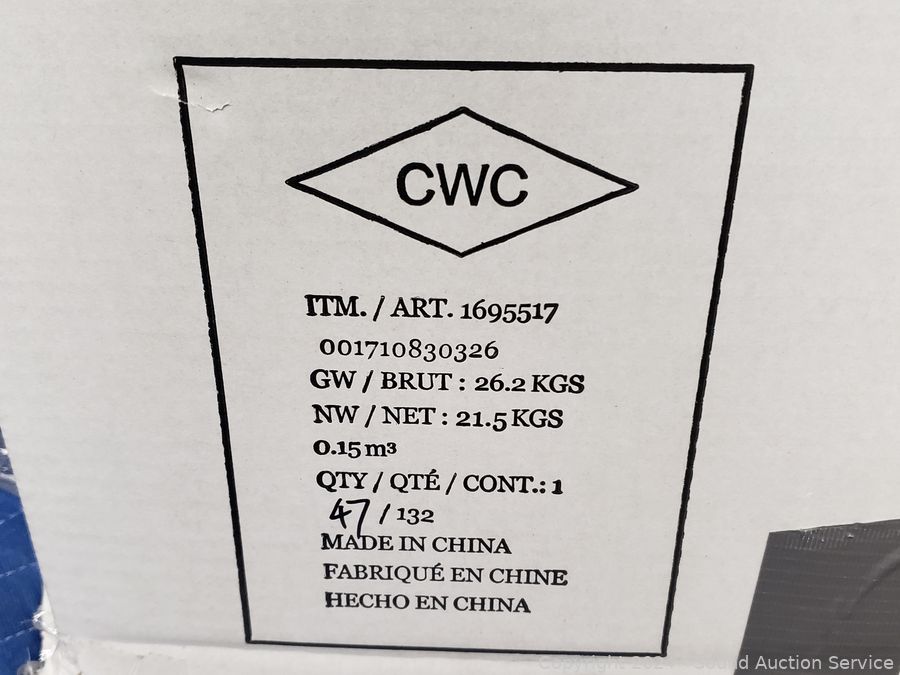 CWC
ITM. / ART. 1695517
001710830326
GW / BRUT : 26.2 KGS
NW / NET : 21.5 KGS
0.15 m³
QTY / QTÉ / CONT.: 1
47 / 132
MADE IN CHINA
FABRIQUÉ EN CHINE
HECHO EN CHINA
Sound Auction Service